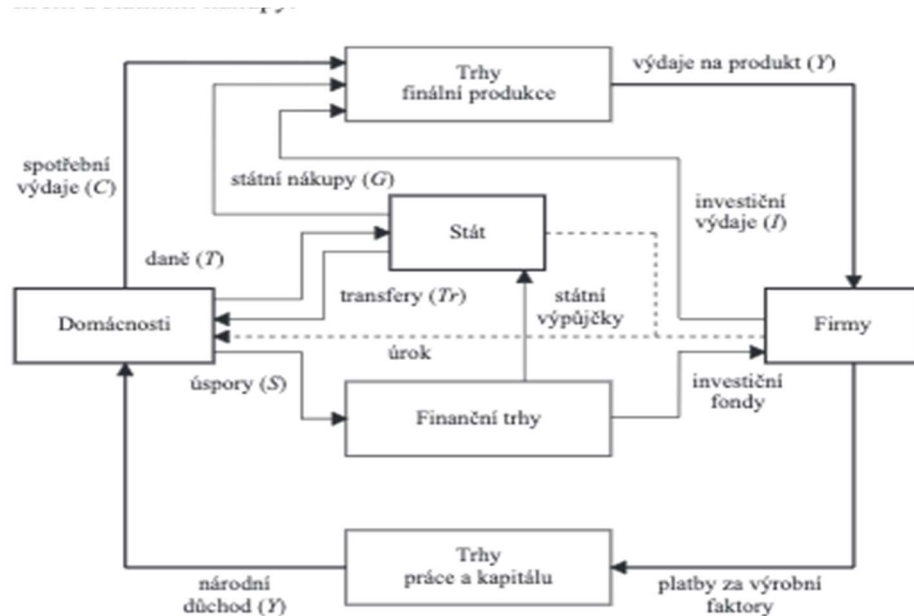 Trhy
finální produkce
výdaje na produkt (Y)
spotřební
výdaje (C)
státní nákupy (G)
investiční
výdaje (I)
Stát
daně (T)
transfery (Tr)
státní
výpůjčky
Domácnosti
Firmy
úrok
úspory (S)
investiční
fondy
Finanční trhy
Trhy
práce a kapitálu
národní
důchod (Y)
platby za výrobní
faktory